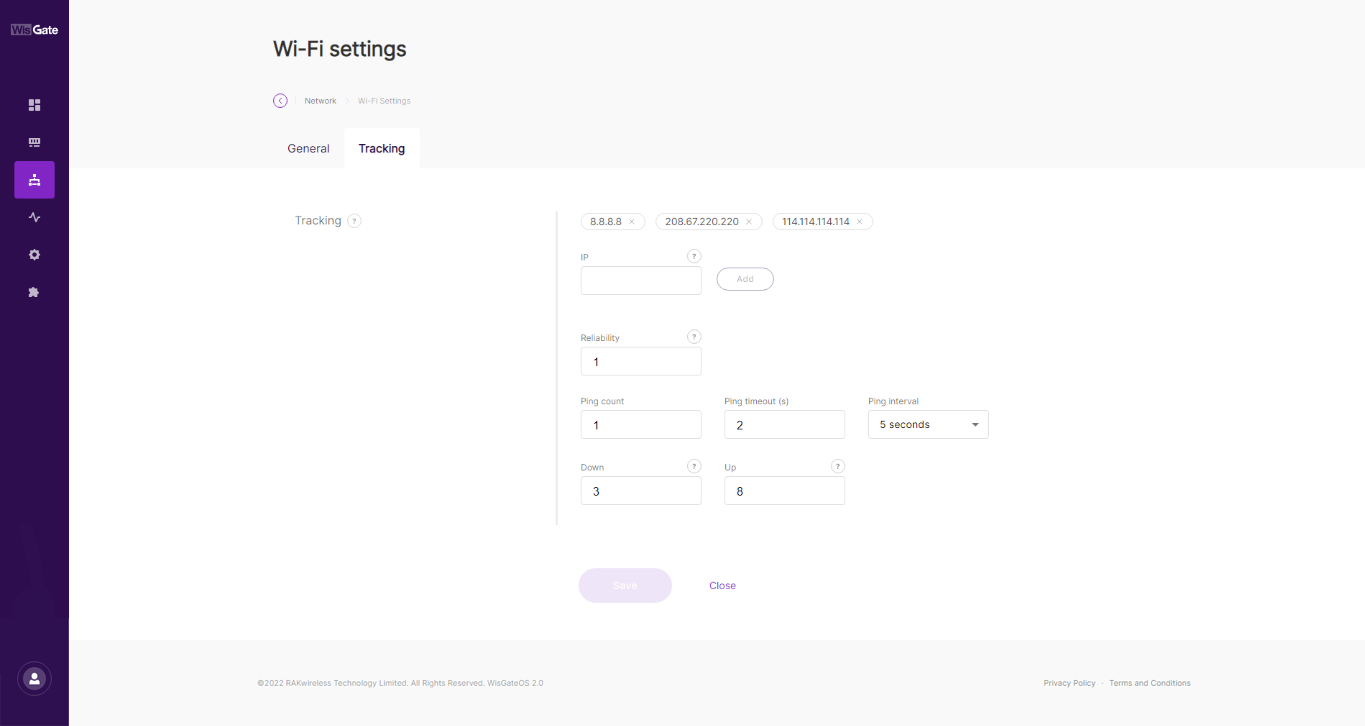 WisGate
Wi-Fi settings
Network Wi-Fi Settings
General Tracking
Tracking ? 8.8.8.8 × 208.67.220.220 × 114.114.114.114 ×
IP ?
Add
Reliability ?
1
Ping count Ping timeout (s) Ping interval
1 2 5 seconds
Down ? Up ?
3 8
Save Close
©2022 RAKwireless Technology Limited. All Rights Reserved. WisGateOS 2.0 Privacy Policy - Terms and Conditions